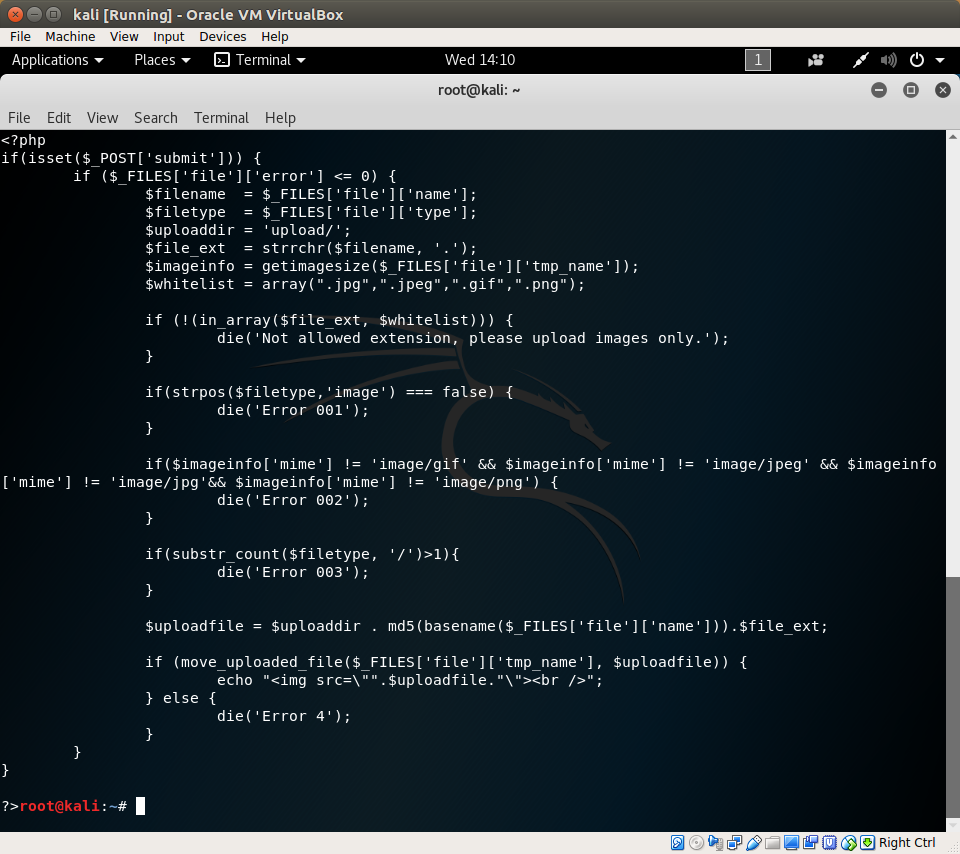 kali [Running] - Oracle VM VirtualBox
File Machine View Input Devices Help
Applications Places Terminal Wed 14:10 1
root@kali: ~
File Edit View Search Terminal Help
<?php
if(isset($_POST['submit'])) {
        if ($_FILES['file']['error'] <= 0) {
                $filename  = $_FILES['file']['name'];
                $filetype  = $_FILES['file']['type'];
                $uploaddir = 'upload/';
                $file_ext  = strrchr($filename, '.');
                $imageinfo = getimagesize($_FILES['file']['tmp_name']);
                $whitelist = array(".jpg",".jpeg",".gif",".png");
                if (!(in_array($file_ext, $whitelist))) {
                        die('Not allowed extension, please upload images only.');
                }
                if(strpos($filetype,'image') === false) {
                        die('Error 001');
                }
                if($imageinfo['mime'] != 'image/gif' && $imageinfo['mime'] != 'image/jpeg' && $imageinfo
['mime'] != 'image/jpg'&& $imageinfo['mime'] != 'image/png') {
                        die('Error 002');
                }
                if(substr_count($filetype, '/')>1){
                        die('Error 003');
                }
                $uploadfile = $uploaddir . md5(basename($_FILES['file']['name'])).$file_ext;
                if (move_uploaded_file($_FILES['file']['tmp_name'], $uploadfile)) {
                        echo "<img src=\"".$uploadfile."\"><br />";
                } else {
                        die('Error 4');
                }
        }
}
?>root@kali:~#
Right Ctrl